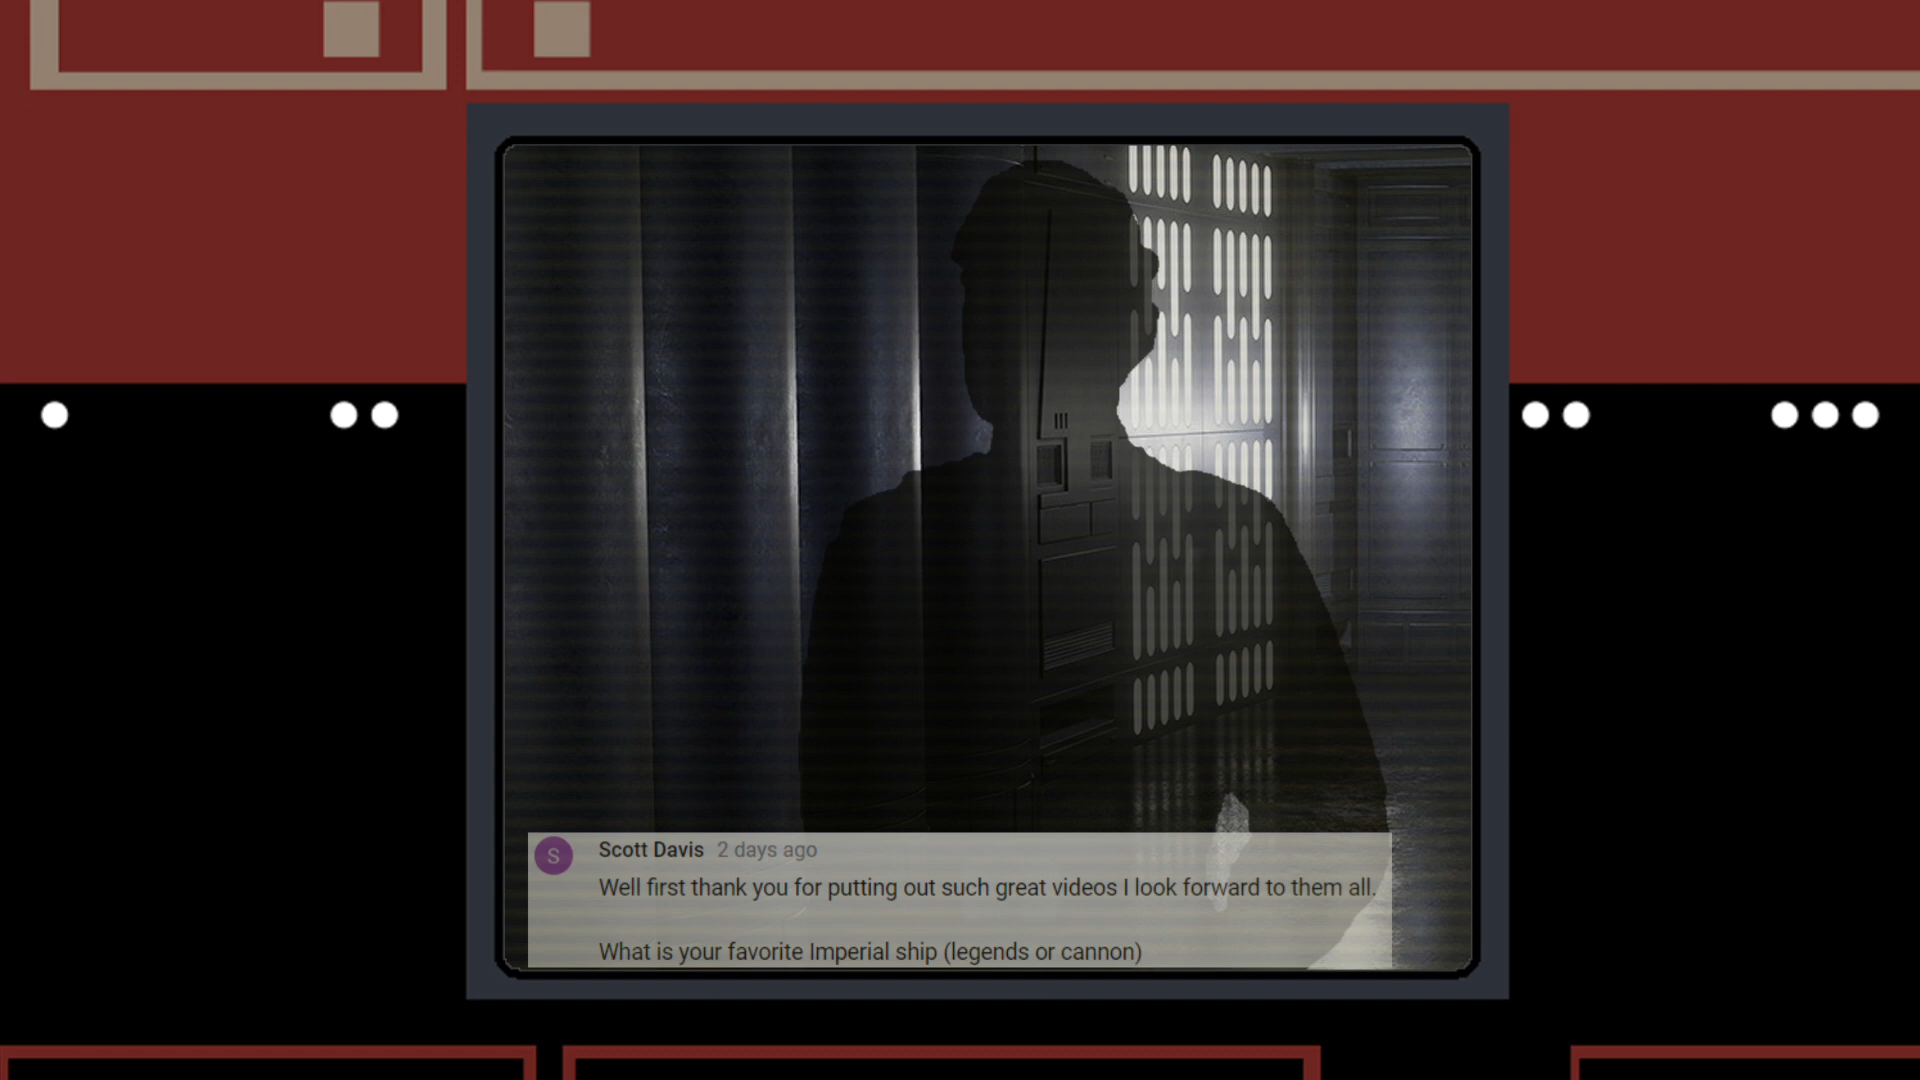 S
Scott Davis 2 days ago
Well first thank you for putting out such great videos I look forward to them all.
What is your favorite Imperial ship (legends or cannon)